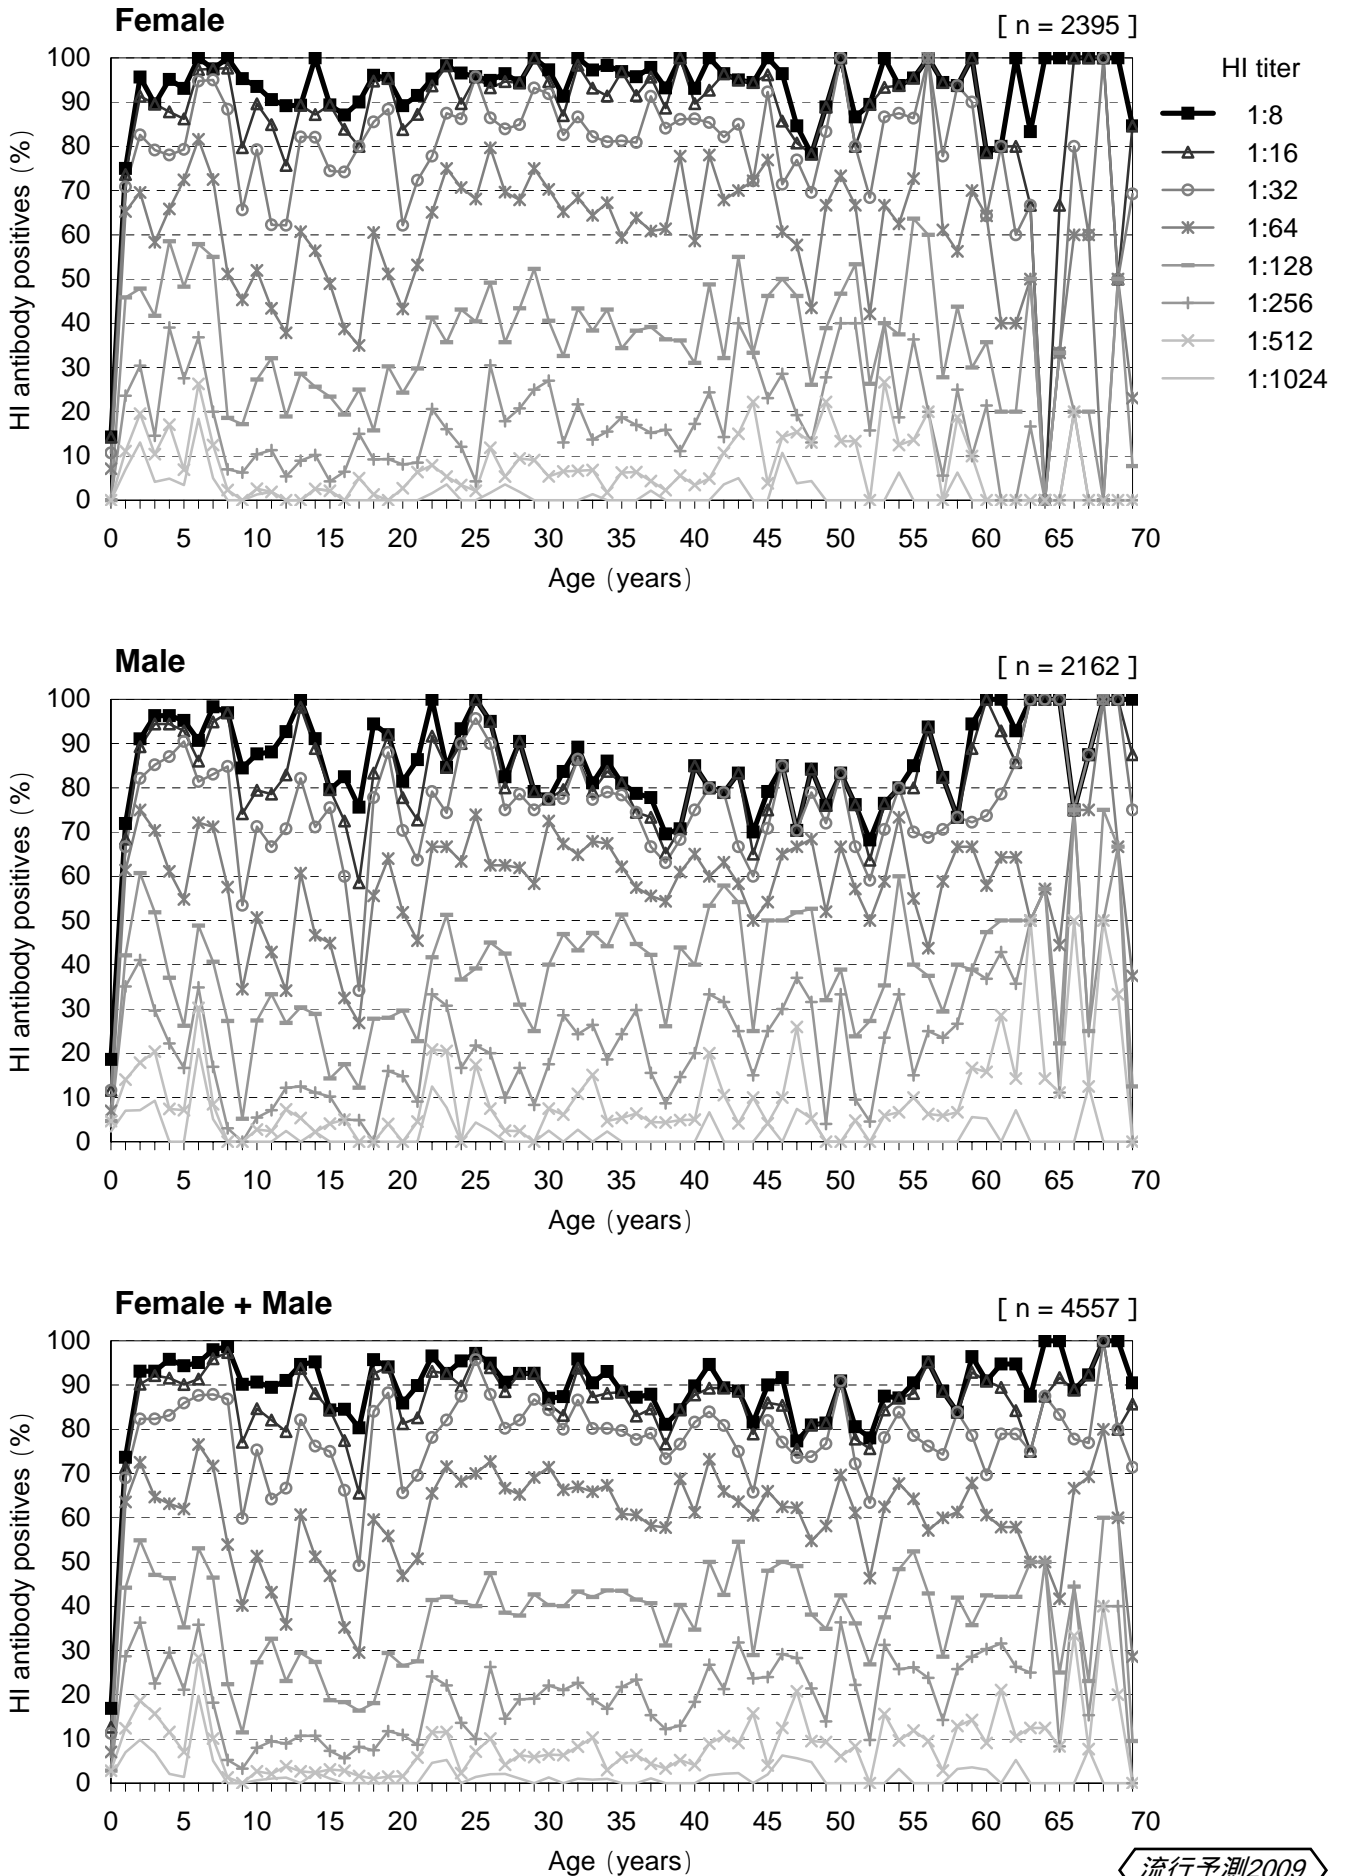 Female [ n = 2395 ]
100
90
80
70
60
50
40
30
20
10
0
HI antibody positives (%)
0 5 10 15 20 25 30 35 40 45 50 55 60 65 70
Age (years)
HI titer
1:8
1:16
1:32
1:64
1:128
1:256
1:512
1:1024
Male [ n = 2162 ]
100
90
80
70
60
50
40
30
20
10
0
HI antibody positives (%)
0 5 10 15 20 25 30 35 40 45 50 55 60 65 70
Age (years)
Female + Male [ n = 4557 ]
100
90
80
70
60
50
40
30
20
10
0
HI antibody positives (%)
0 5 10 15 20 25 30 35 40 45 50 55 60 65 70
Age (years)
流行予測2009